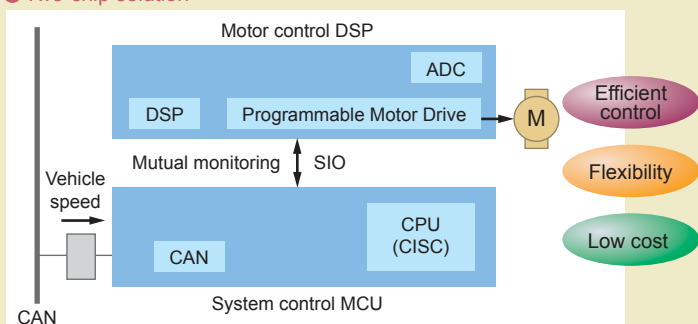 Two-chip solution
Motor control DSP
ADC
DSP
Programmable Motor Drive
M
Mutual monitoring
SIO
Vehicle
speed
CAN
CPU
(CISC)
System control MCU
CAN
Efficient
control
Flexibility
Low cost